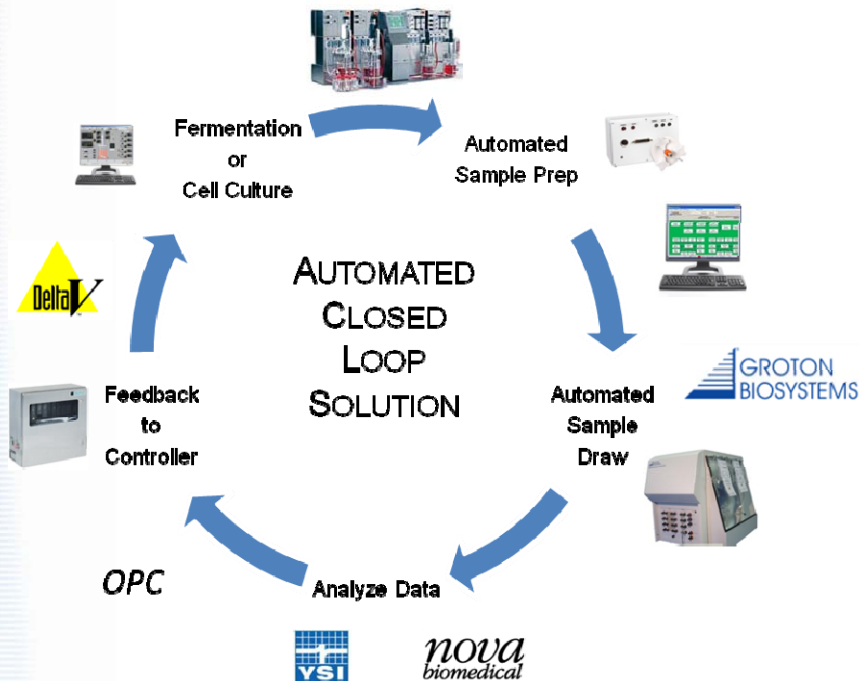 Fermentation
or
Cell Culture
Automated
Sample Prep
AUTOMATED
CLOSED
LOOP
SOLUTION
DeltaV
GROTON
BIOSYSTEMS
Feedback
to
Controller
Automated
Sample
Draw
OPC
Analyze Data
YSI
nova
biomedical